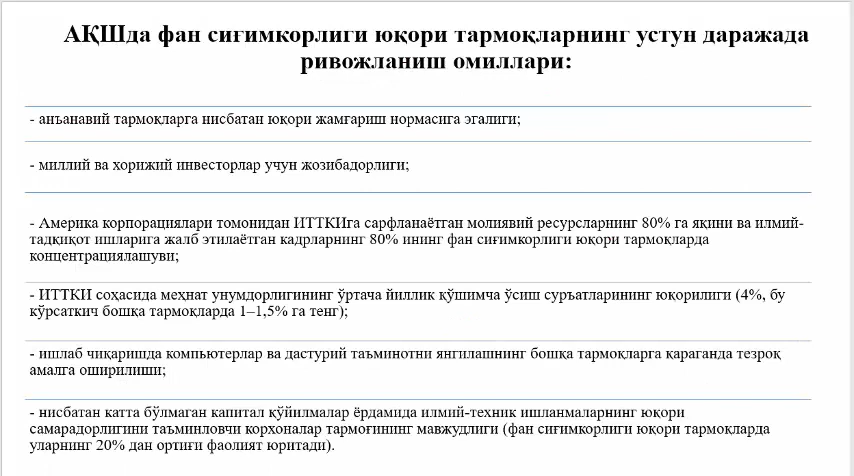 АҚШда фан сиғимкорлиги юқори тармоқларнинг устун даражада
ривожланиш омиллари:
- анъанавий тармоқларга нисбатан юқори жамғариш нормасига эгалиги;
- миллий ва хорижий инвесторлар учун жозибадорлиги;
- Америка корпорациялари томонидан ИТТКИга сарфланаётган молиявий ресурсларнинг 80% га яқини ва илмий-
тадқиқот ишларига жалб этилаётган кадрларнинг 80% ининг фан сиғимкорлиги юқори тармоқларда
концентрациялашуви;
- ИТТКИ соҳасида меҳнат унумдорлигининг ўртача йиллик қўшимча ўсиш суръатларининг юқорилиги (4%, бу
кўрсаткич бошқа тармоқларда 1–1,5% га тенг);
- ишлаб чиқаришда компьютерлар ва дастурий таъминотни янгилашнинг бошқа тармоқларга қараганда тезроқ
амалга оширилиши;
- нисбатан катта бўлмаган капитал қўйилмалар ёрдамида илмий-техник ишланмаларнинг юқори
самарадорлигини таъминловчи корхоналар тармоғининг мавжудлиги (фан сиғимкорлиги юқори тармоқларда
уларнинг 20% дан ортиғи фаолият юритади).